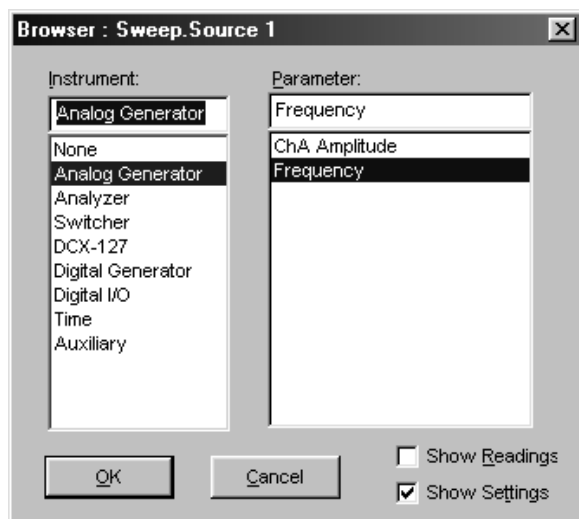 Browser : Sweep.Source 1
Instrument:
Analog Generator
None
Analog Generator
Analyzer
Switcher
DCX-127
Digital Generator
Digital I/O
Time
Auxiliary
Parameter:
Frequency
ChA Amplitude
Frequency
OK
Cancel
Show Readings
Show Settings